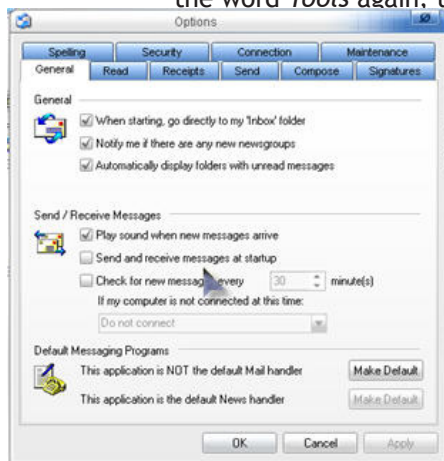 the word Tools again, t
Options
Spelling Security Connection Maintenance
General Read Receipts Send Compose Signatures
General
When starting, go directly to my 'Inbox' folder
Notify me if there are any new newsgroups
Automatically display folders with unread messages
Send / Receive Messages
Play sound when new messages arrive
Send and receive messages at startup
Check for new messages every 30 minute(s)
If my computer is not connected at this time:
Do not connect
Default Messaging Programs
This application is NOT the default Mail handler Make Default
This application is the default News handler Make Default
OK Cancel Apply